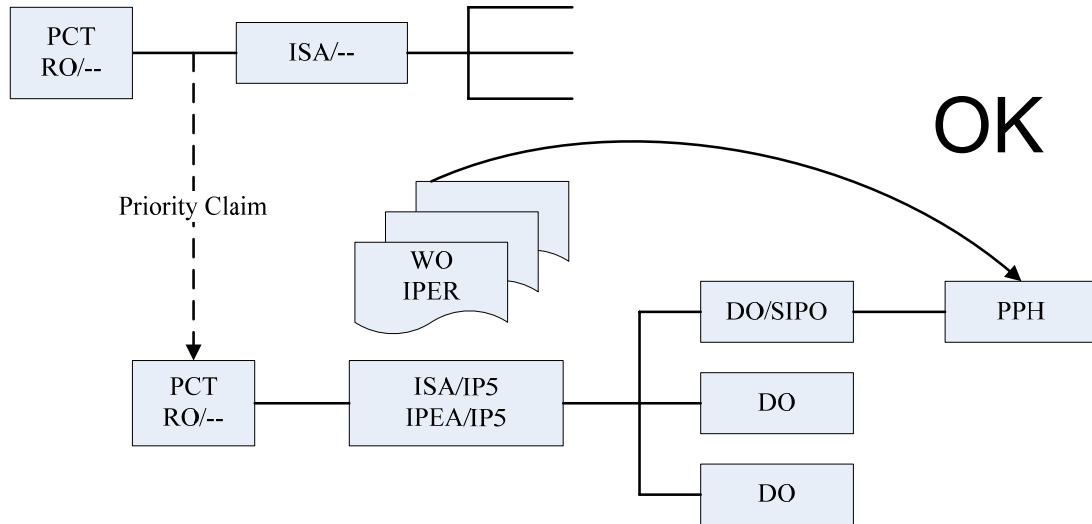 PCT
RO/--
ISA/--
OK
Priority Claim
WO
IPER
DO/SIPO
PPH
PCT
RO/--
ISA/IP5
IPEA/IP5
DO
DO